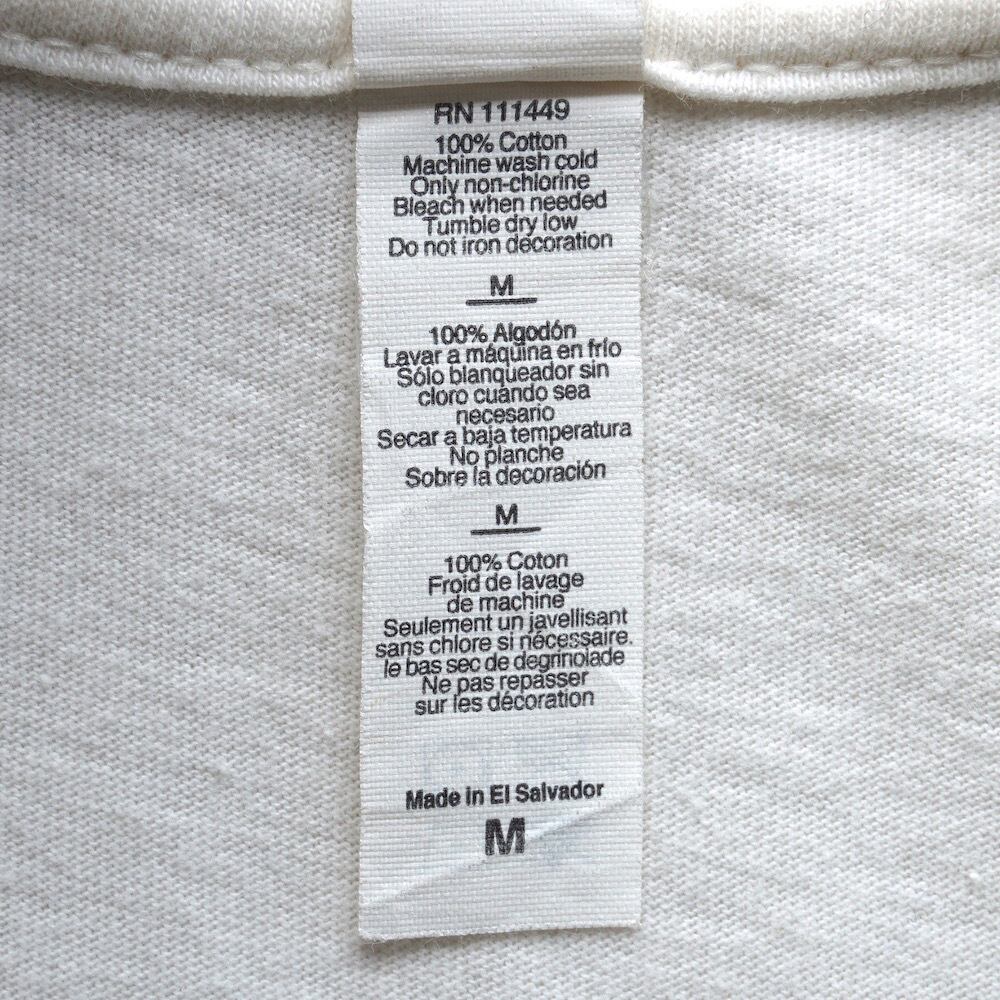 RN 111449
100% Cotton
Machine wash cold
Only non-chlorine
Bleach when needed
Tumble dry low
Do not iron decoration
M
100% Algodón
Lavar a máquina en frío
Sólo blanqueador sin
cloro cuando sea
necesario
Secar a baja temperatura
No planche
Sobre la decoración
M
100% Coton
Froid de lavage
de machine
Seulement un javellisant
sans chlore si nécessaire.
le bas sec de degrinolade
Ne pas repasser
sur les décoration
Made in El Salvador
M